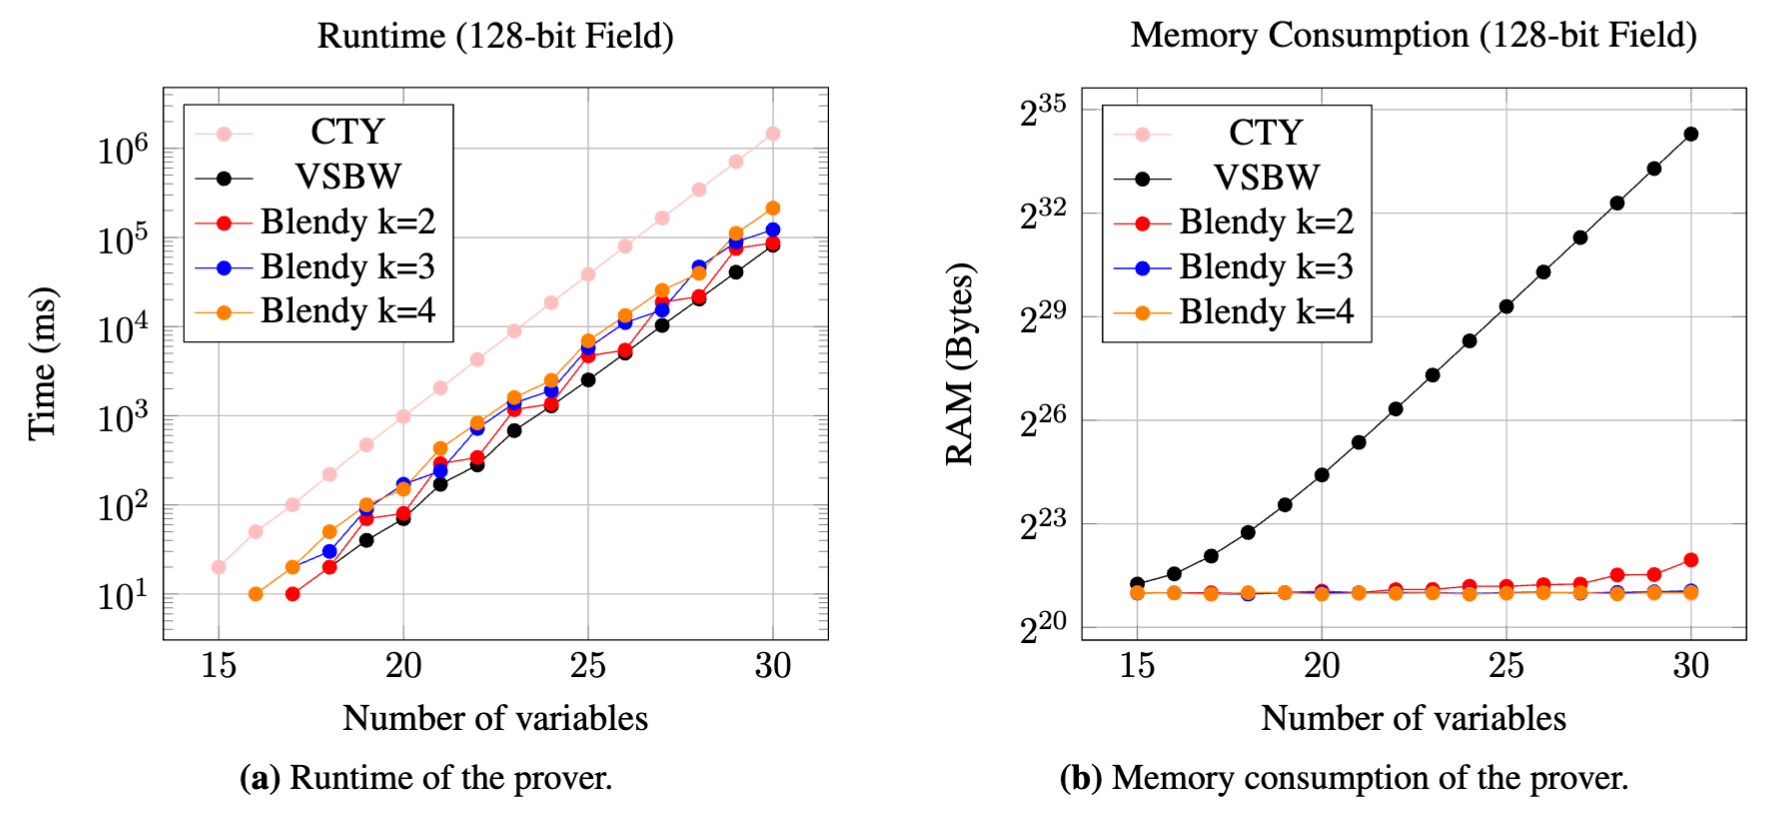 Runtime (128-bit Field)
10^6
10^5
10^4
10^3
10^2
10^1
Time (ms)
CTY
VSBW
Blendy k=2
Blendy k=3
Blendy k=4
15 20 25 30
Number of variables
(a) Runtime of the prover.
Memory Consumption (128-bit Field)
2^35
2^32
2^29
2^26
2^23
2^20
RAM (Bytes)
CTY
VSBW
Blendy k=2
Blendy k=3
Blendy k=4
15 20 25 30
Number of variables
(b) Memory consumption of the prover.